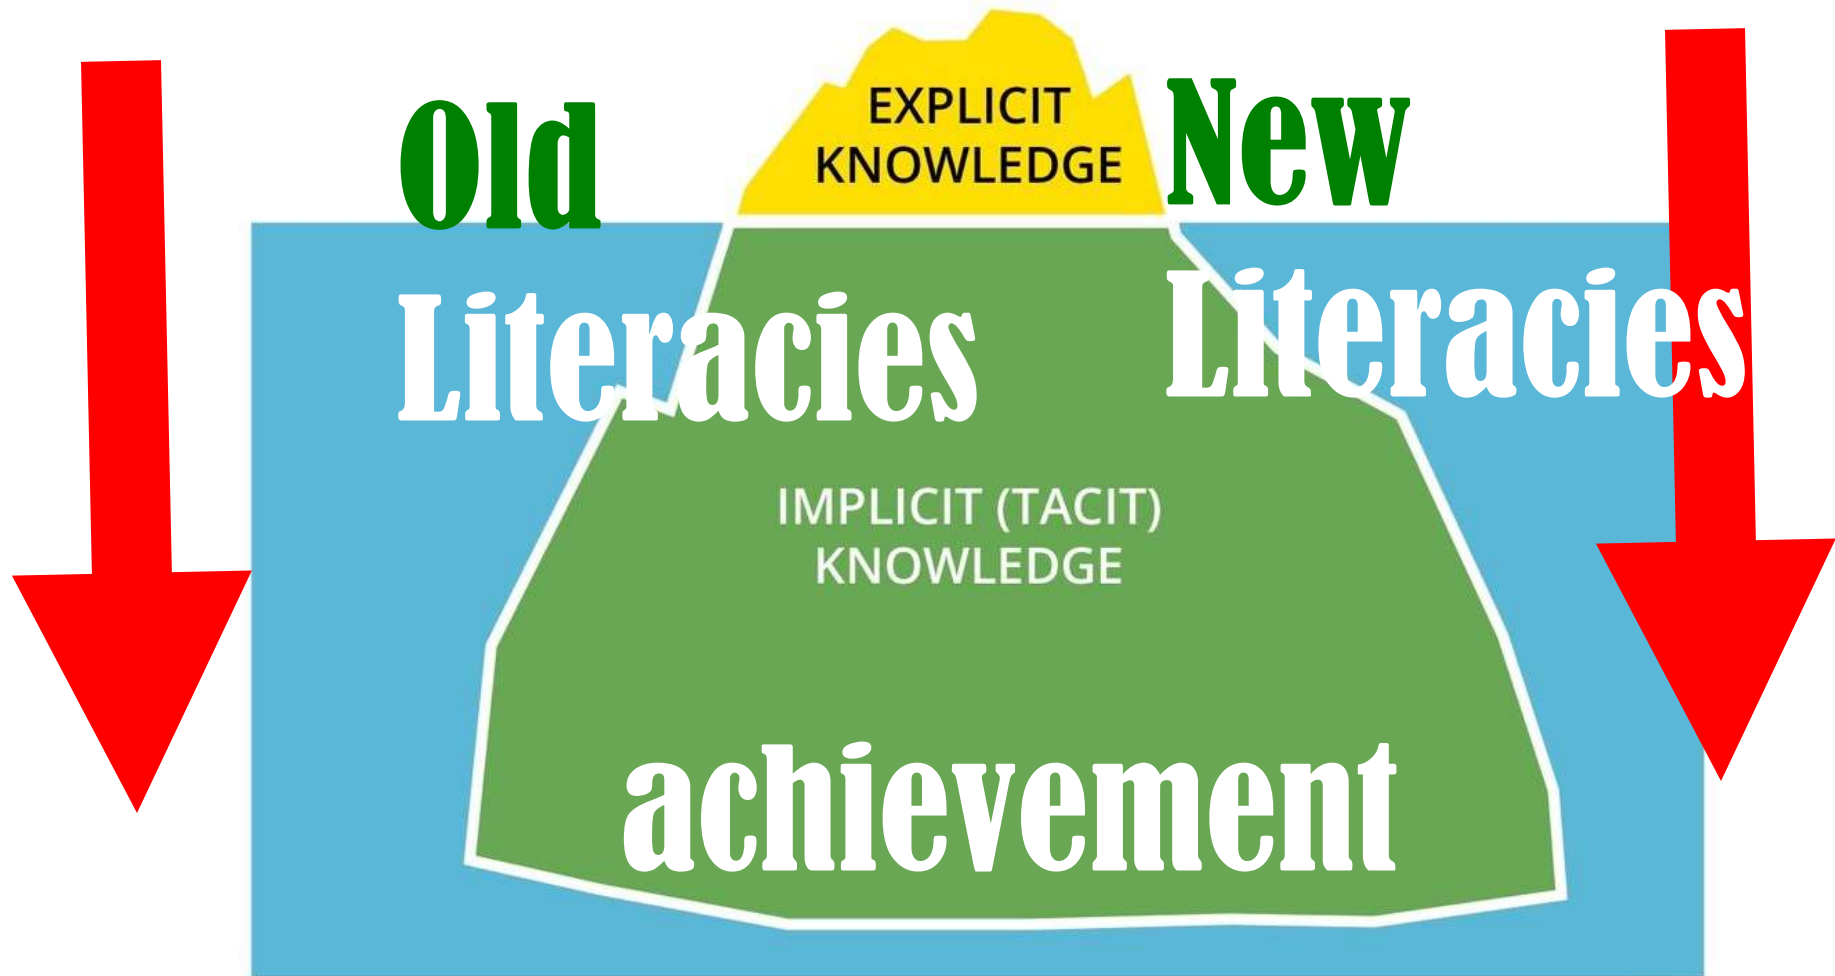 Old
Literacies
EXPLICIT
KNOWLEDGE
New
Literacies
IMPLICIT (TACIT)
KNOWLEDGE
achievement